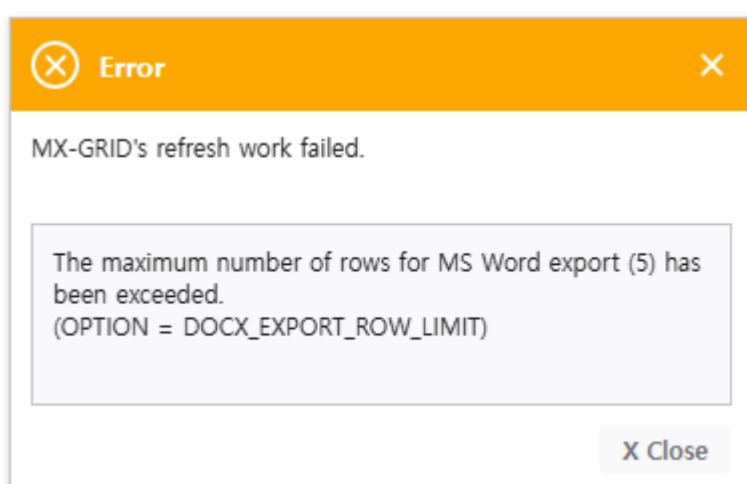 Error
MX-GRID's refresh work failed.
The maximum number of rows for MS Word export (5) has
been exceeded.
(OPTION = DOCX_EXPORT_ROW_LIMIT)
X Close